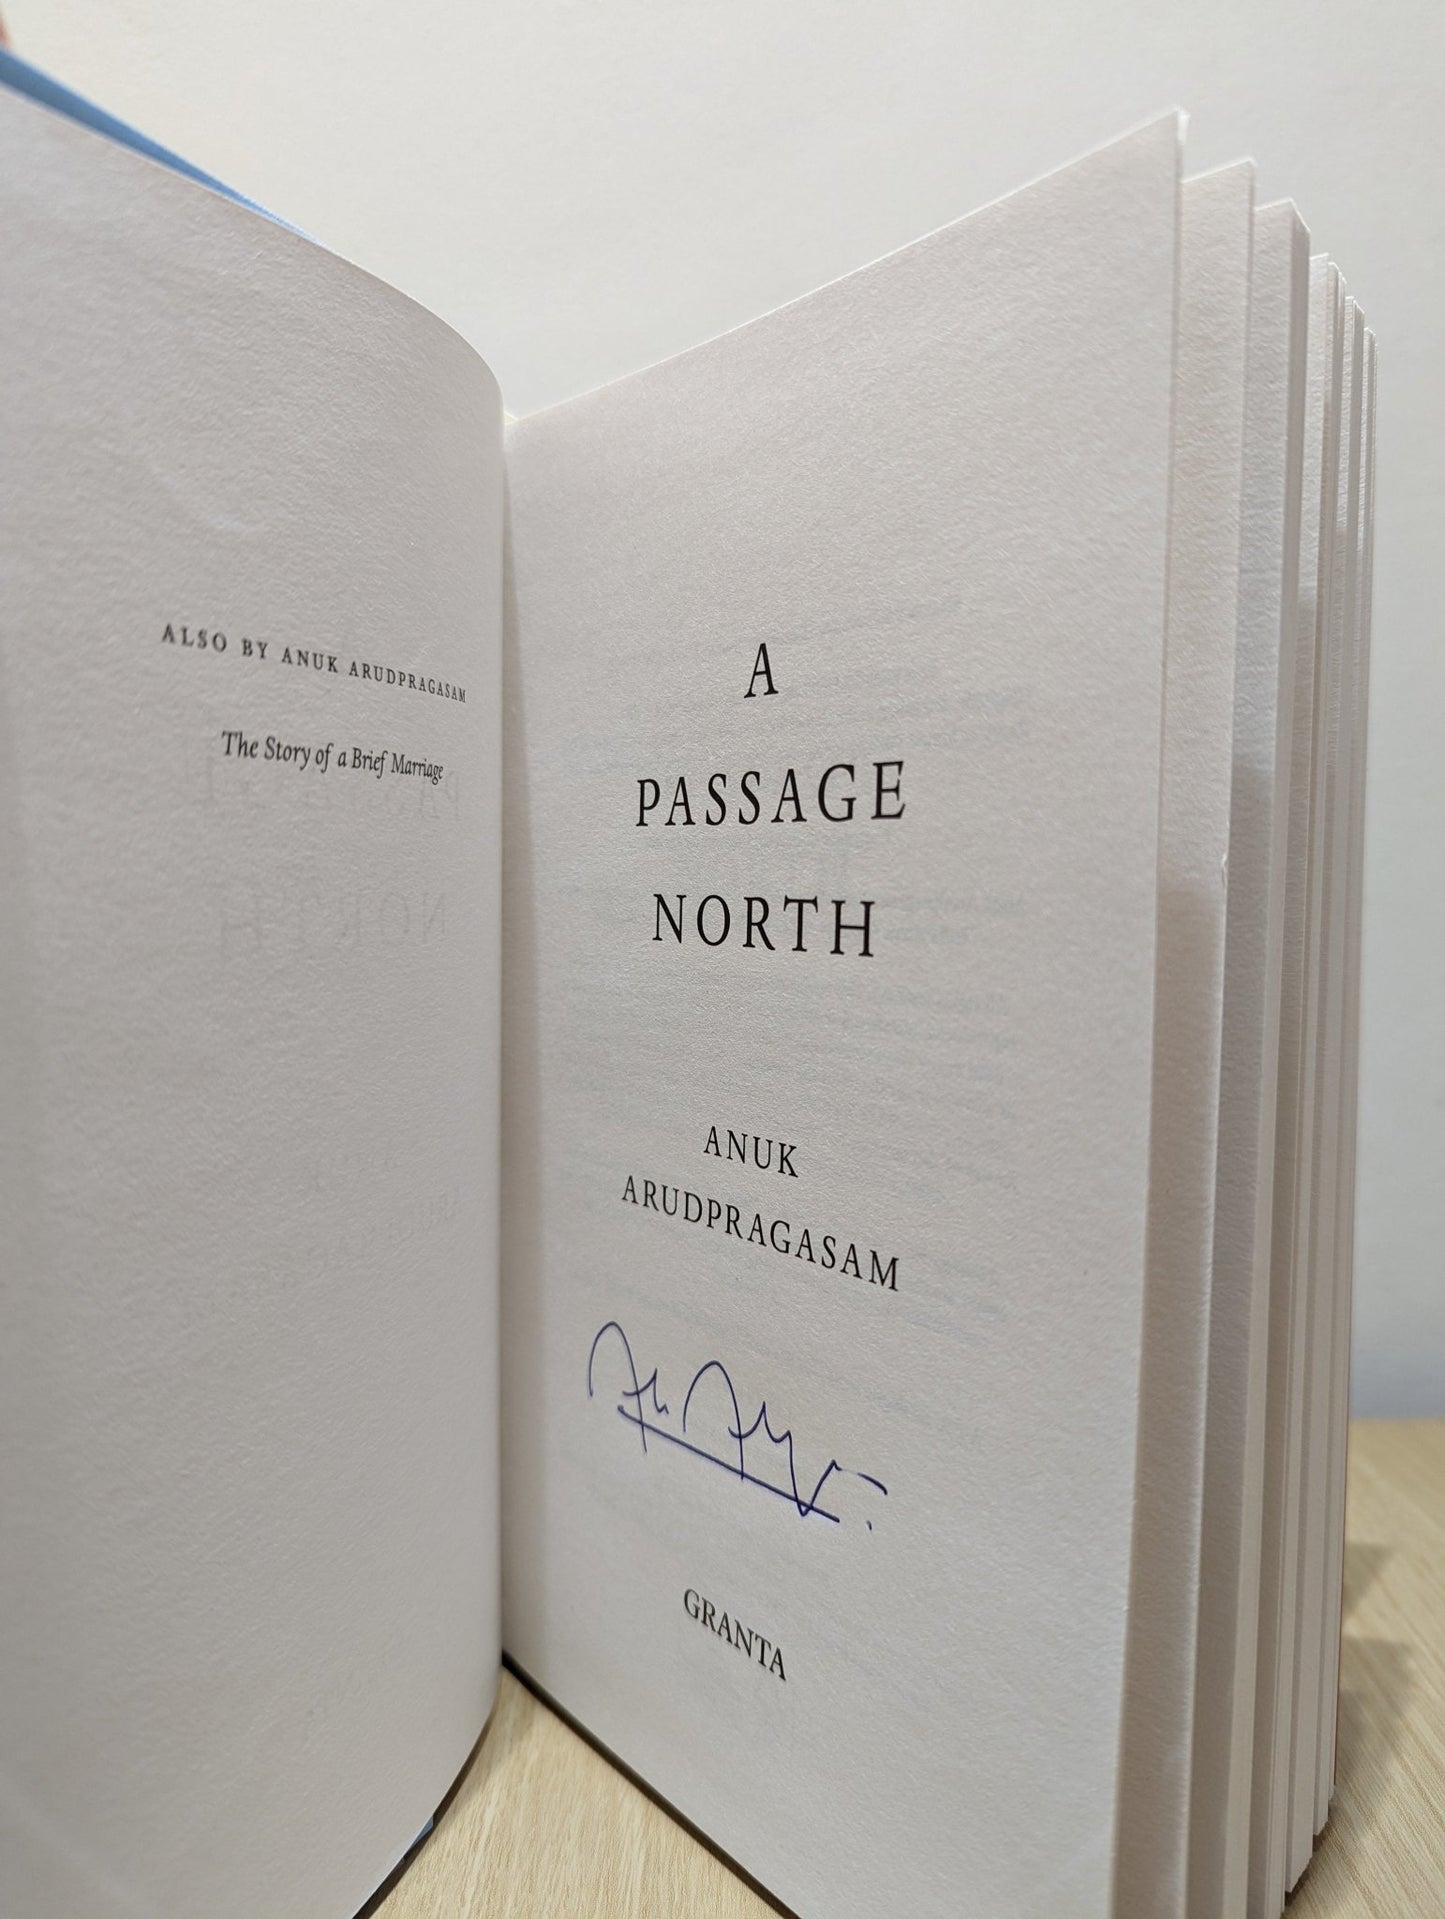 ALSO BY ANUK ARUDPRAGASAM
The Story of a Brief Marriage
A
PASSAGE
NORTH
ANUK
ARUDPRAGASAM
GRANTA